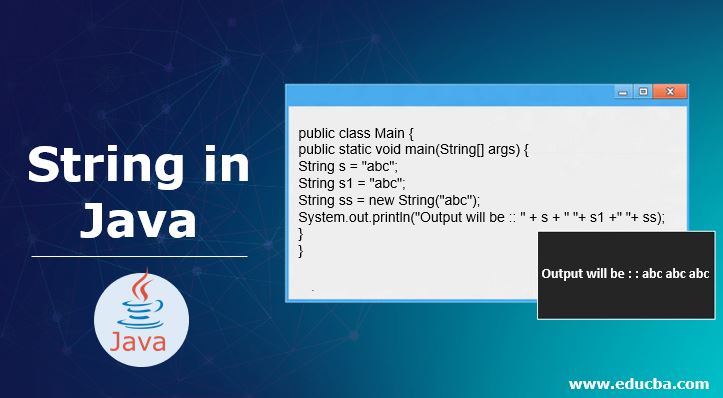 String in
Java
Java
public class Main {
public static void main(String[] args) {
String s = "abc";
String s1 = "abc";
String ss = new String("abc");
System.out.println("Output will be :: " + s + " "+ s1 +" "+ ss);
}
}
Output will be : : abc abc abc
www.educba.com